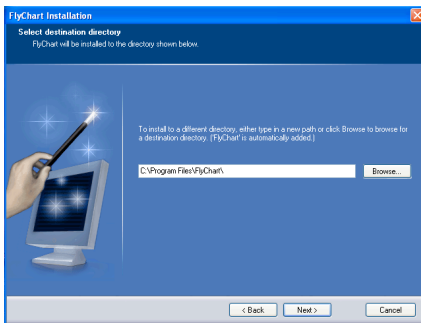 FlyChart Installation
Select destination directory
FlyChart will be installed to the directory shown below.
To install to a different directory, either type in a new path or click Browse to browse for
a destination directory. ('FlyChart' is automatically added.)
C:\Program Files\FlyChart\
Browse...
< Back
Next >
Cancel